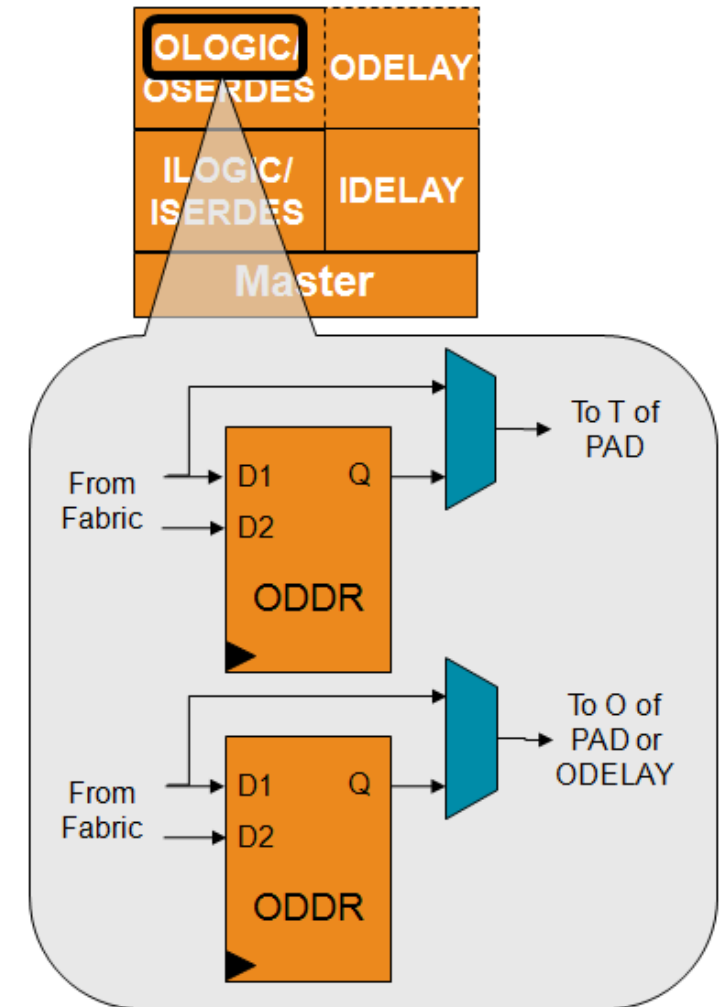 OLOGIC/
OSERDES
ODELAY
ILOGIC/
ISERDES
IDELAY
Master
From
Fabric
D1
Q
D2
ODDR
To T of
PAD
From
Fabric
D1
Q
D2
ODDR
To O of
PAD or
ODELAY